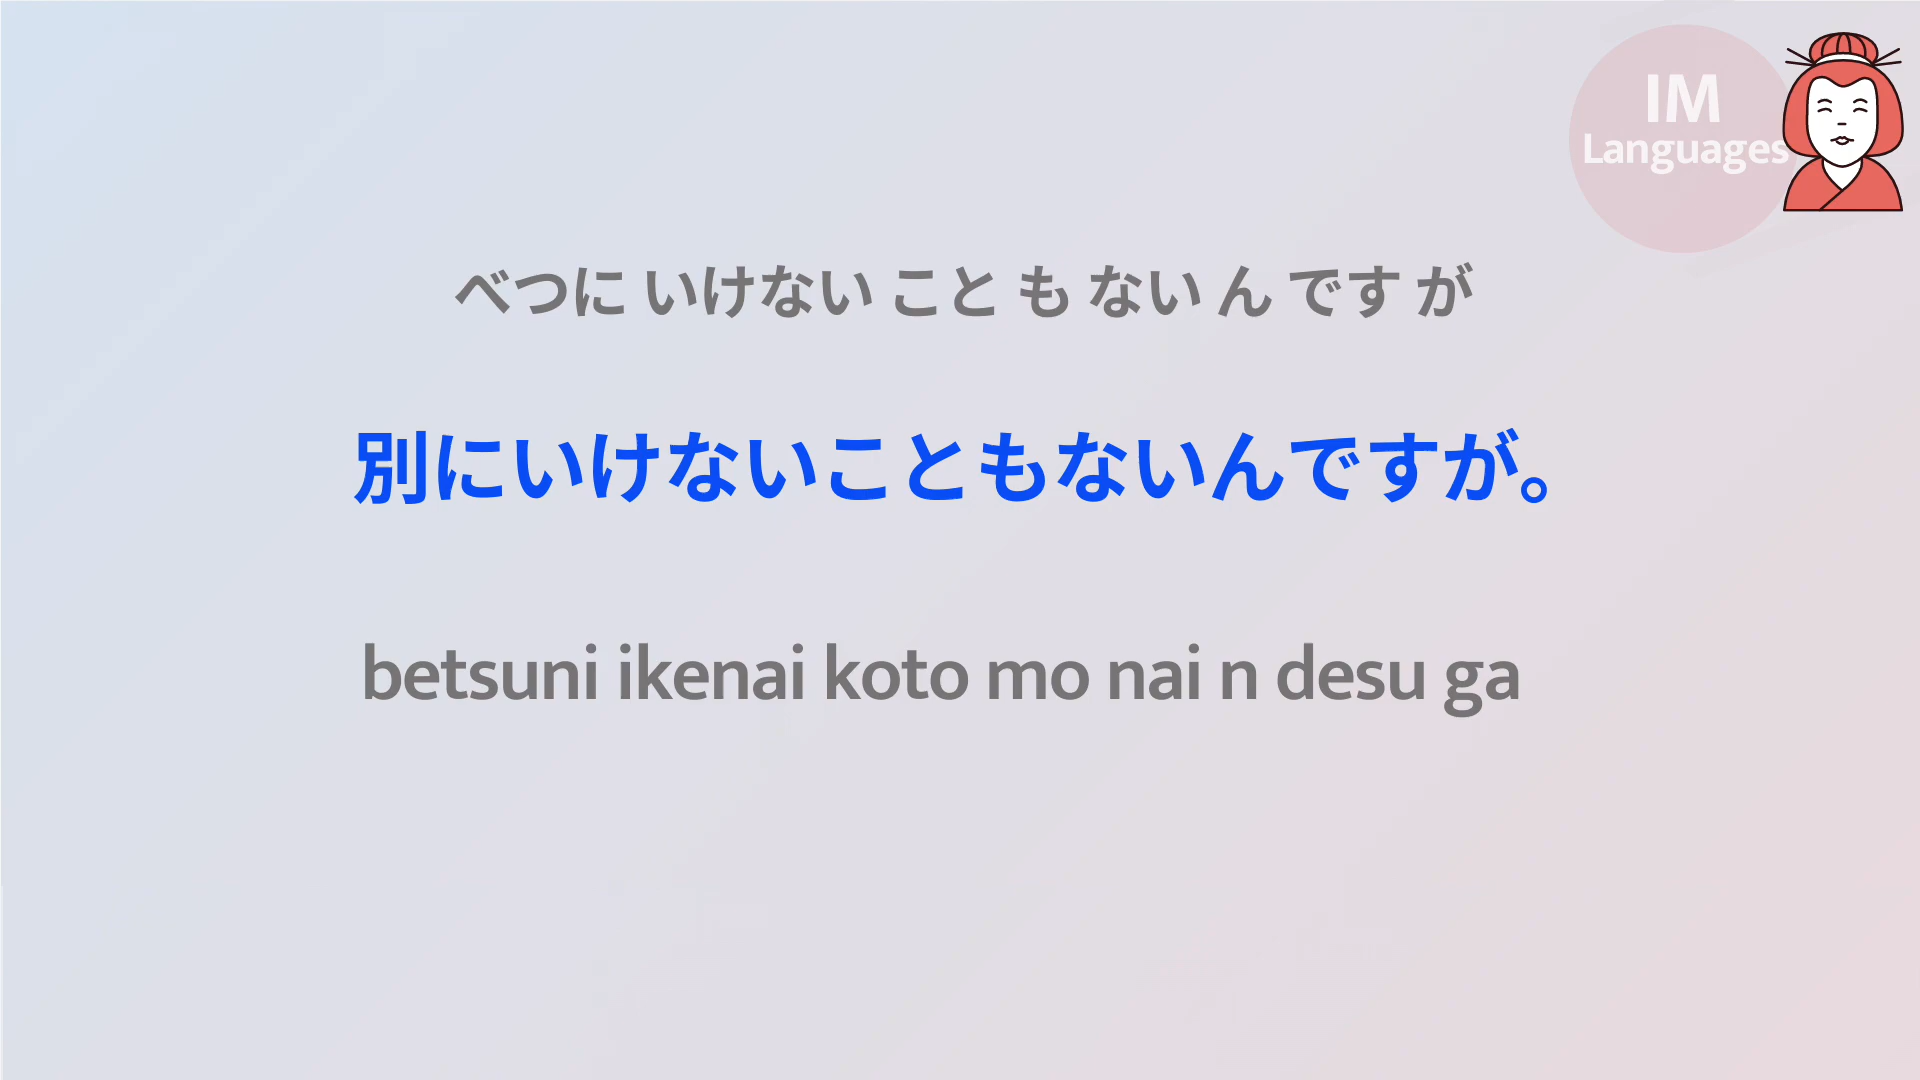 IM
Languages
べつに いけない こと も ない ん です が
別にいけないこともないんですが。
betsuni ikenai koto mo nai n desu ga